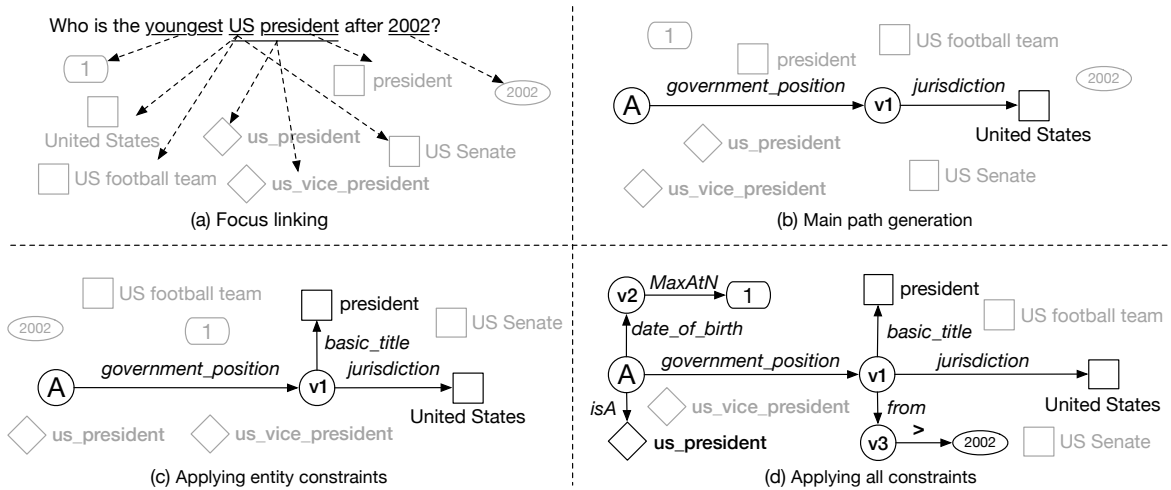 Who is the youngest US president after 2002?
1
president
2002
United States
us_president
US Senate
US football team
us_vice_president
(a) Focus linking
1
US football team
president
2002
government_position
jurisdiction
A
v1
United States
us_president
US Senate
us_vice_president
(b) Main path generation
US football team
president
2002
1
US Senate
basic_title
government_position
jurisdiction
A
v1
United States
us_president
us_vice_president
(c) Applying entity constraints
MaxAtN
v2
1
president
US football team
date_of_birth
basic_title
government_position
jurisdiction
A
v1
isA
us_vice_president
from
United States
us_president
v3
>
2002
US Senate
(d) Applying all constraints